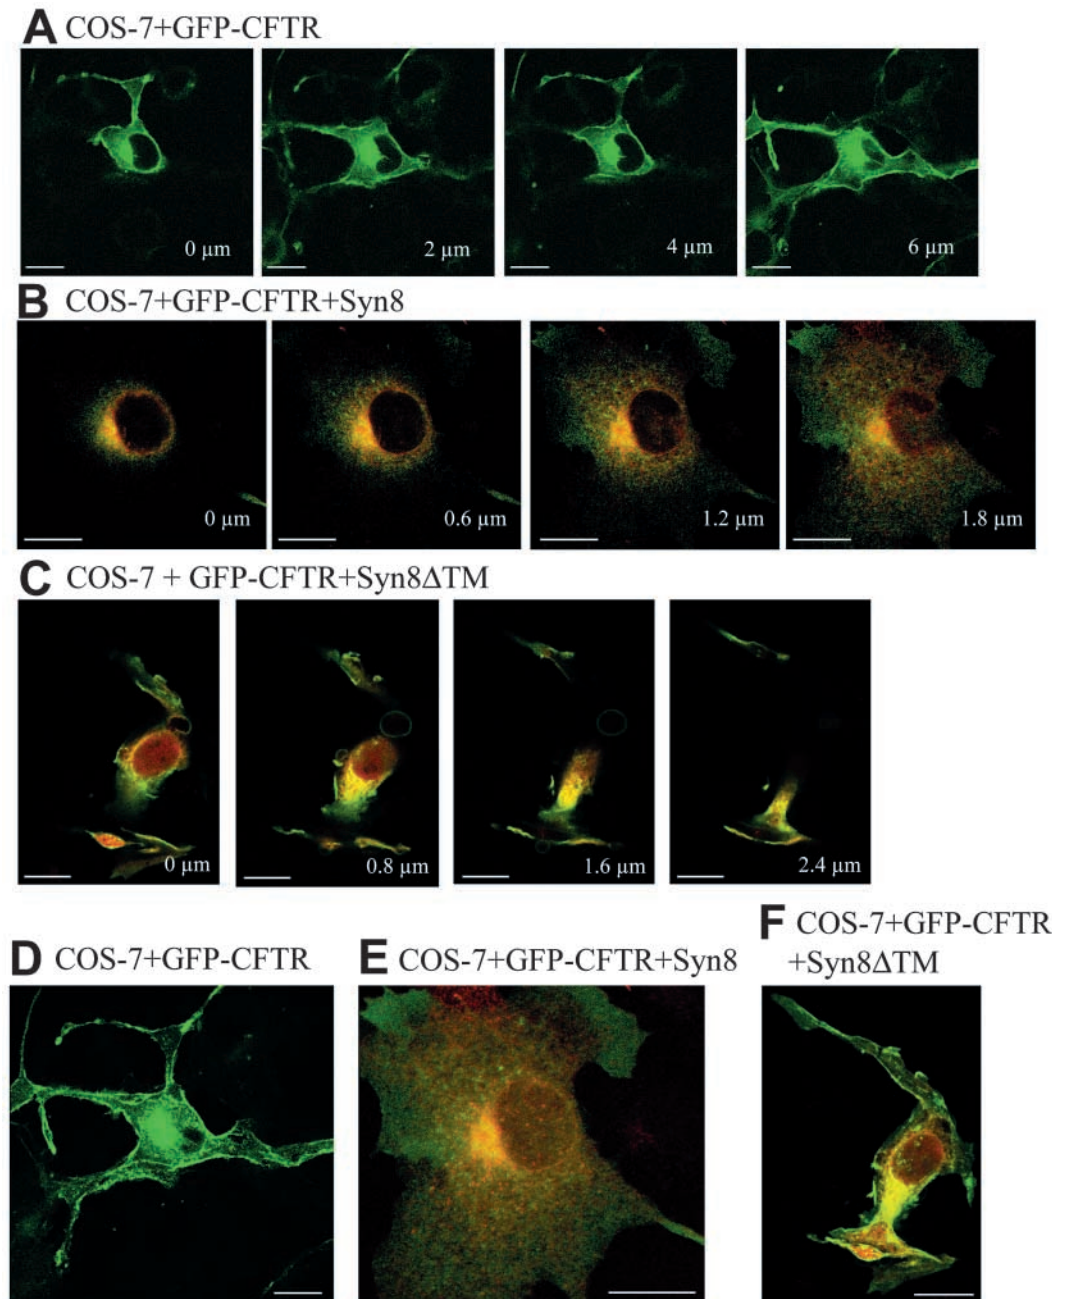 A COS-7+GFP-CFTR
0 µm
2 µm
4 µm
6 µm
B COS-7+GFP-CFTR+Syn8
0 µm
0.6 µm
1.2 µm
1.8 µm
C COS-7 + GFP-CFTR+Syn8ΔTM
0 µm
0.8 µm
1.6 µm
2.4 µm
D COS-7+GFP-CFTR
E COS-7+GFP-CFTR+Syn8
F COS-7+GFP-CFTR
+Syn8ΔTM